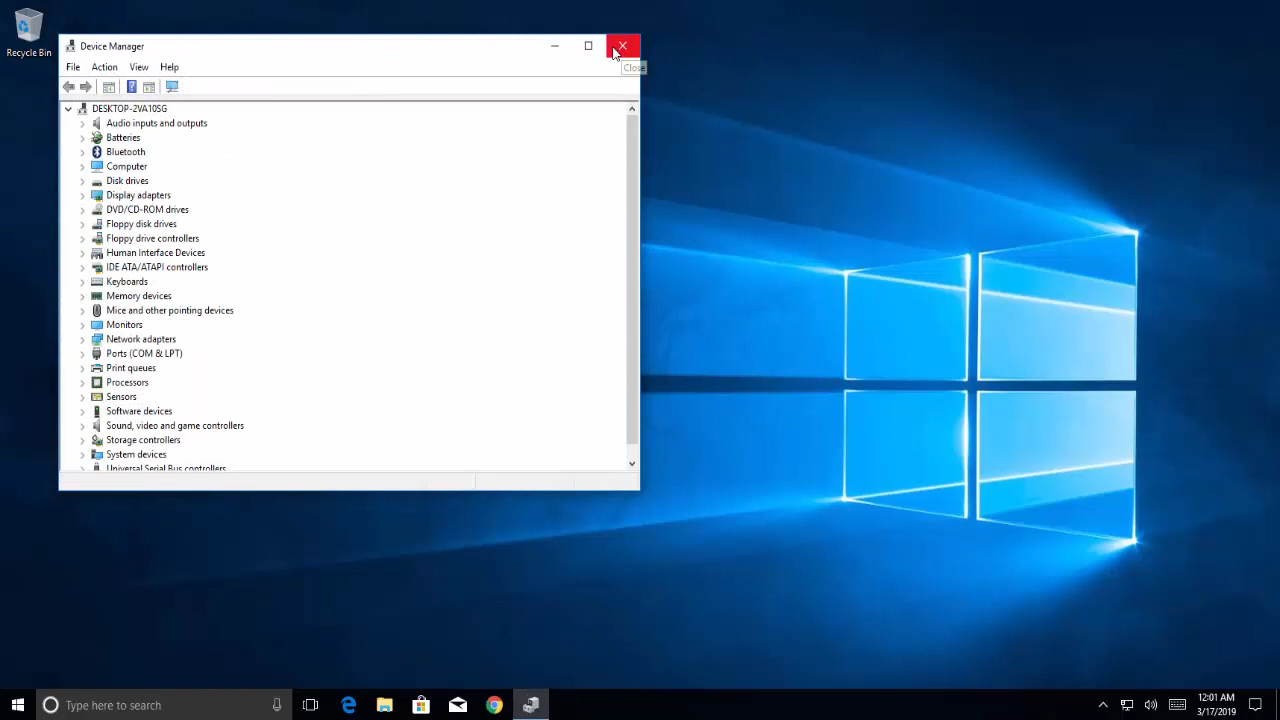 Recycle Bin
Device Manager
Close
File Action View Help
DESKTOP-2VA10SG
Audio inputs and outputs
Batteries
Bluetooth
Computer
Disk drives
Display adapters
DVD/CD-ROM drives
Floppy disk drives
Floppy drive controllers
Human Interface Devices
IDE ATA/ATAPI controllers
Keyboards
Memory devices
Mice and other pointing devices
Monitors
Network adapters
Ports (COM & LPT)
Print queues
Processors
Sensors
Software devices
Sound, video and game controllers
Storage controllers
System devices
Universal Serial Bus controllers
Type here to search
12:01 AM
3/17/2019